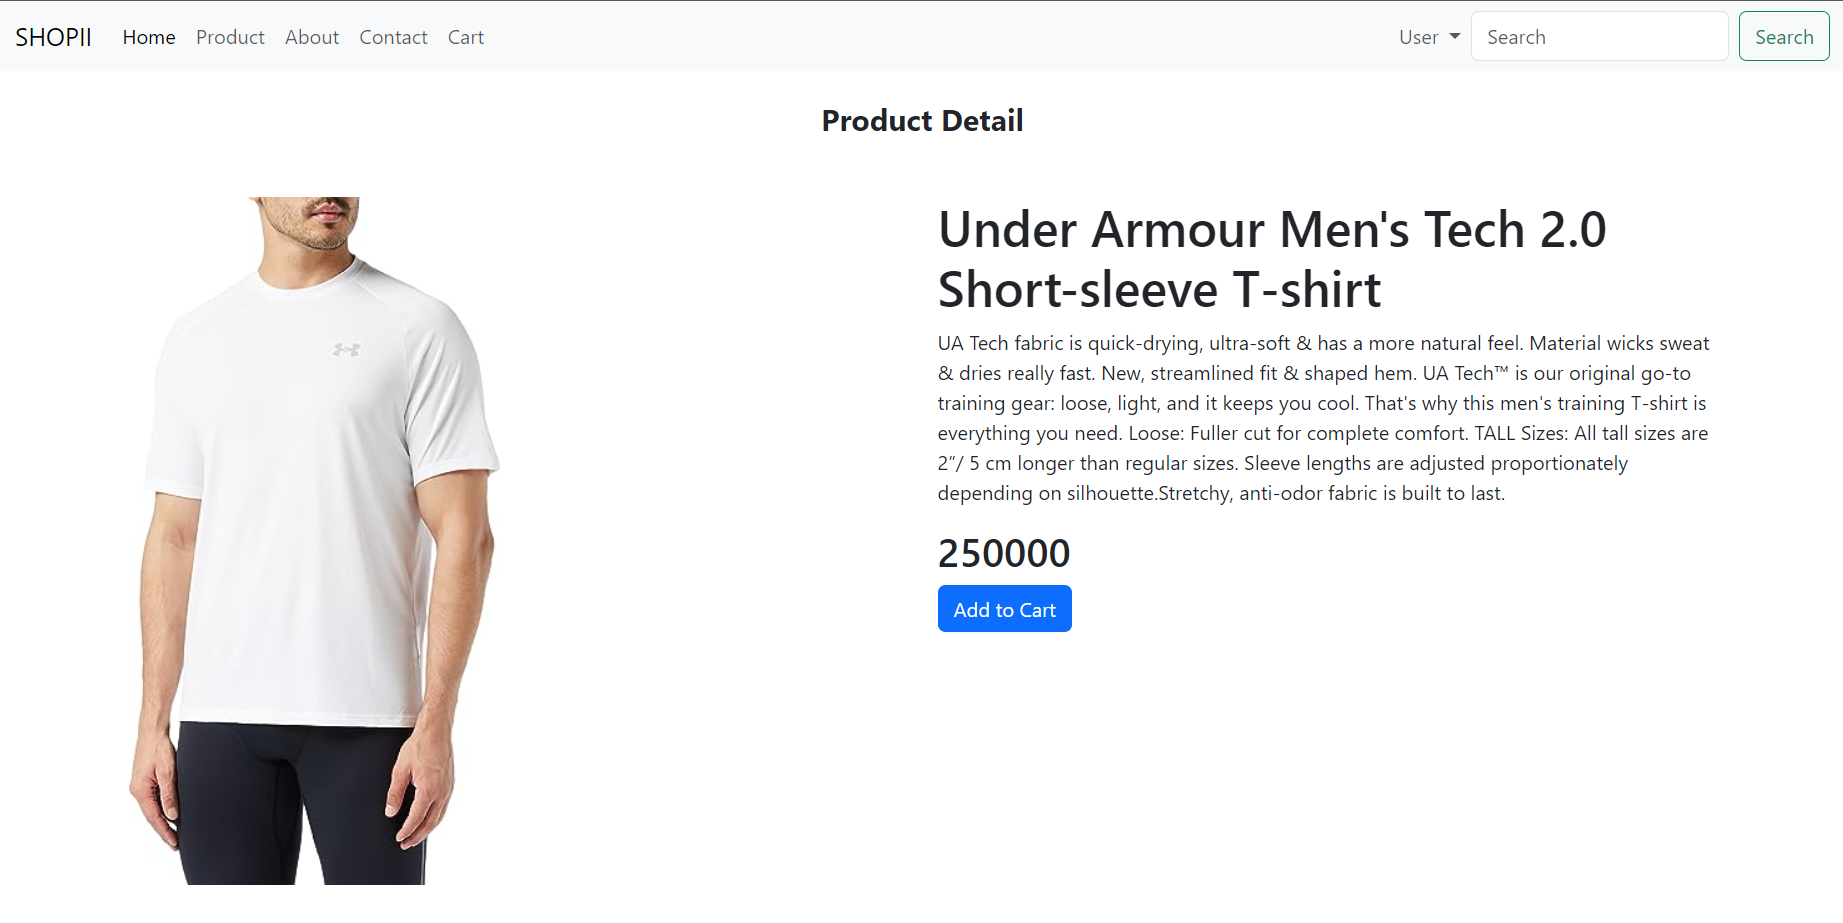 SHOPII Home Product About Contact Cart User Search Search
Product Detail
Under Armour Men's Tech 2.0
Short-sleeve T-shirt
UA Tech fabric is quick-drying, ultra-soft & has a more natural feel. Material wicks sweat
& dries really fast. New, streamlined fit & shaped hem. UA Tech™ is our original go-to
training gear: loose, light, and it keeps you cool. That's why this men's training T-shirt is
everything you need. Loose: Fuller cut for complete comfort. TALL Sizes: All tall sizes are
2”/ 5 cm longer than regular sizes. Sleeve lengths are adjusted proportionately
depending on silhouette.Stretchy, anti-odor fabric is built to last.
250000
Add to Cart